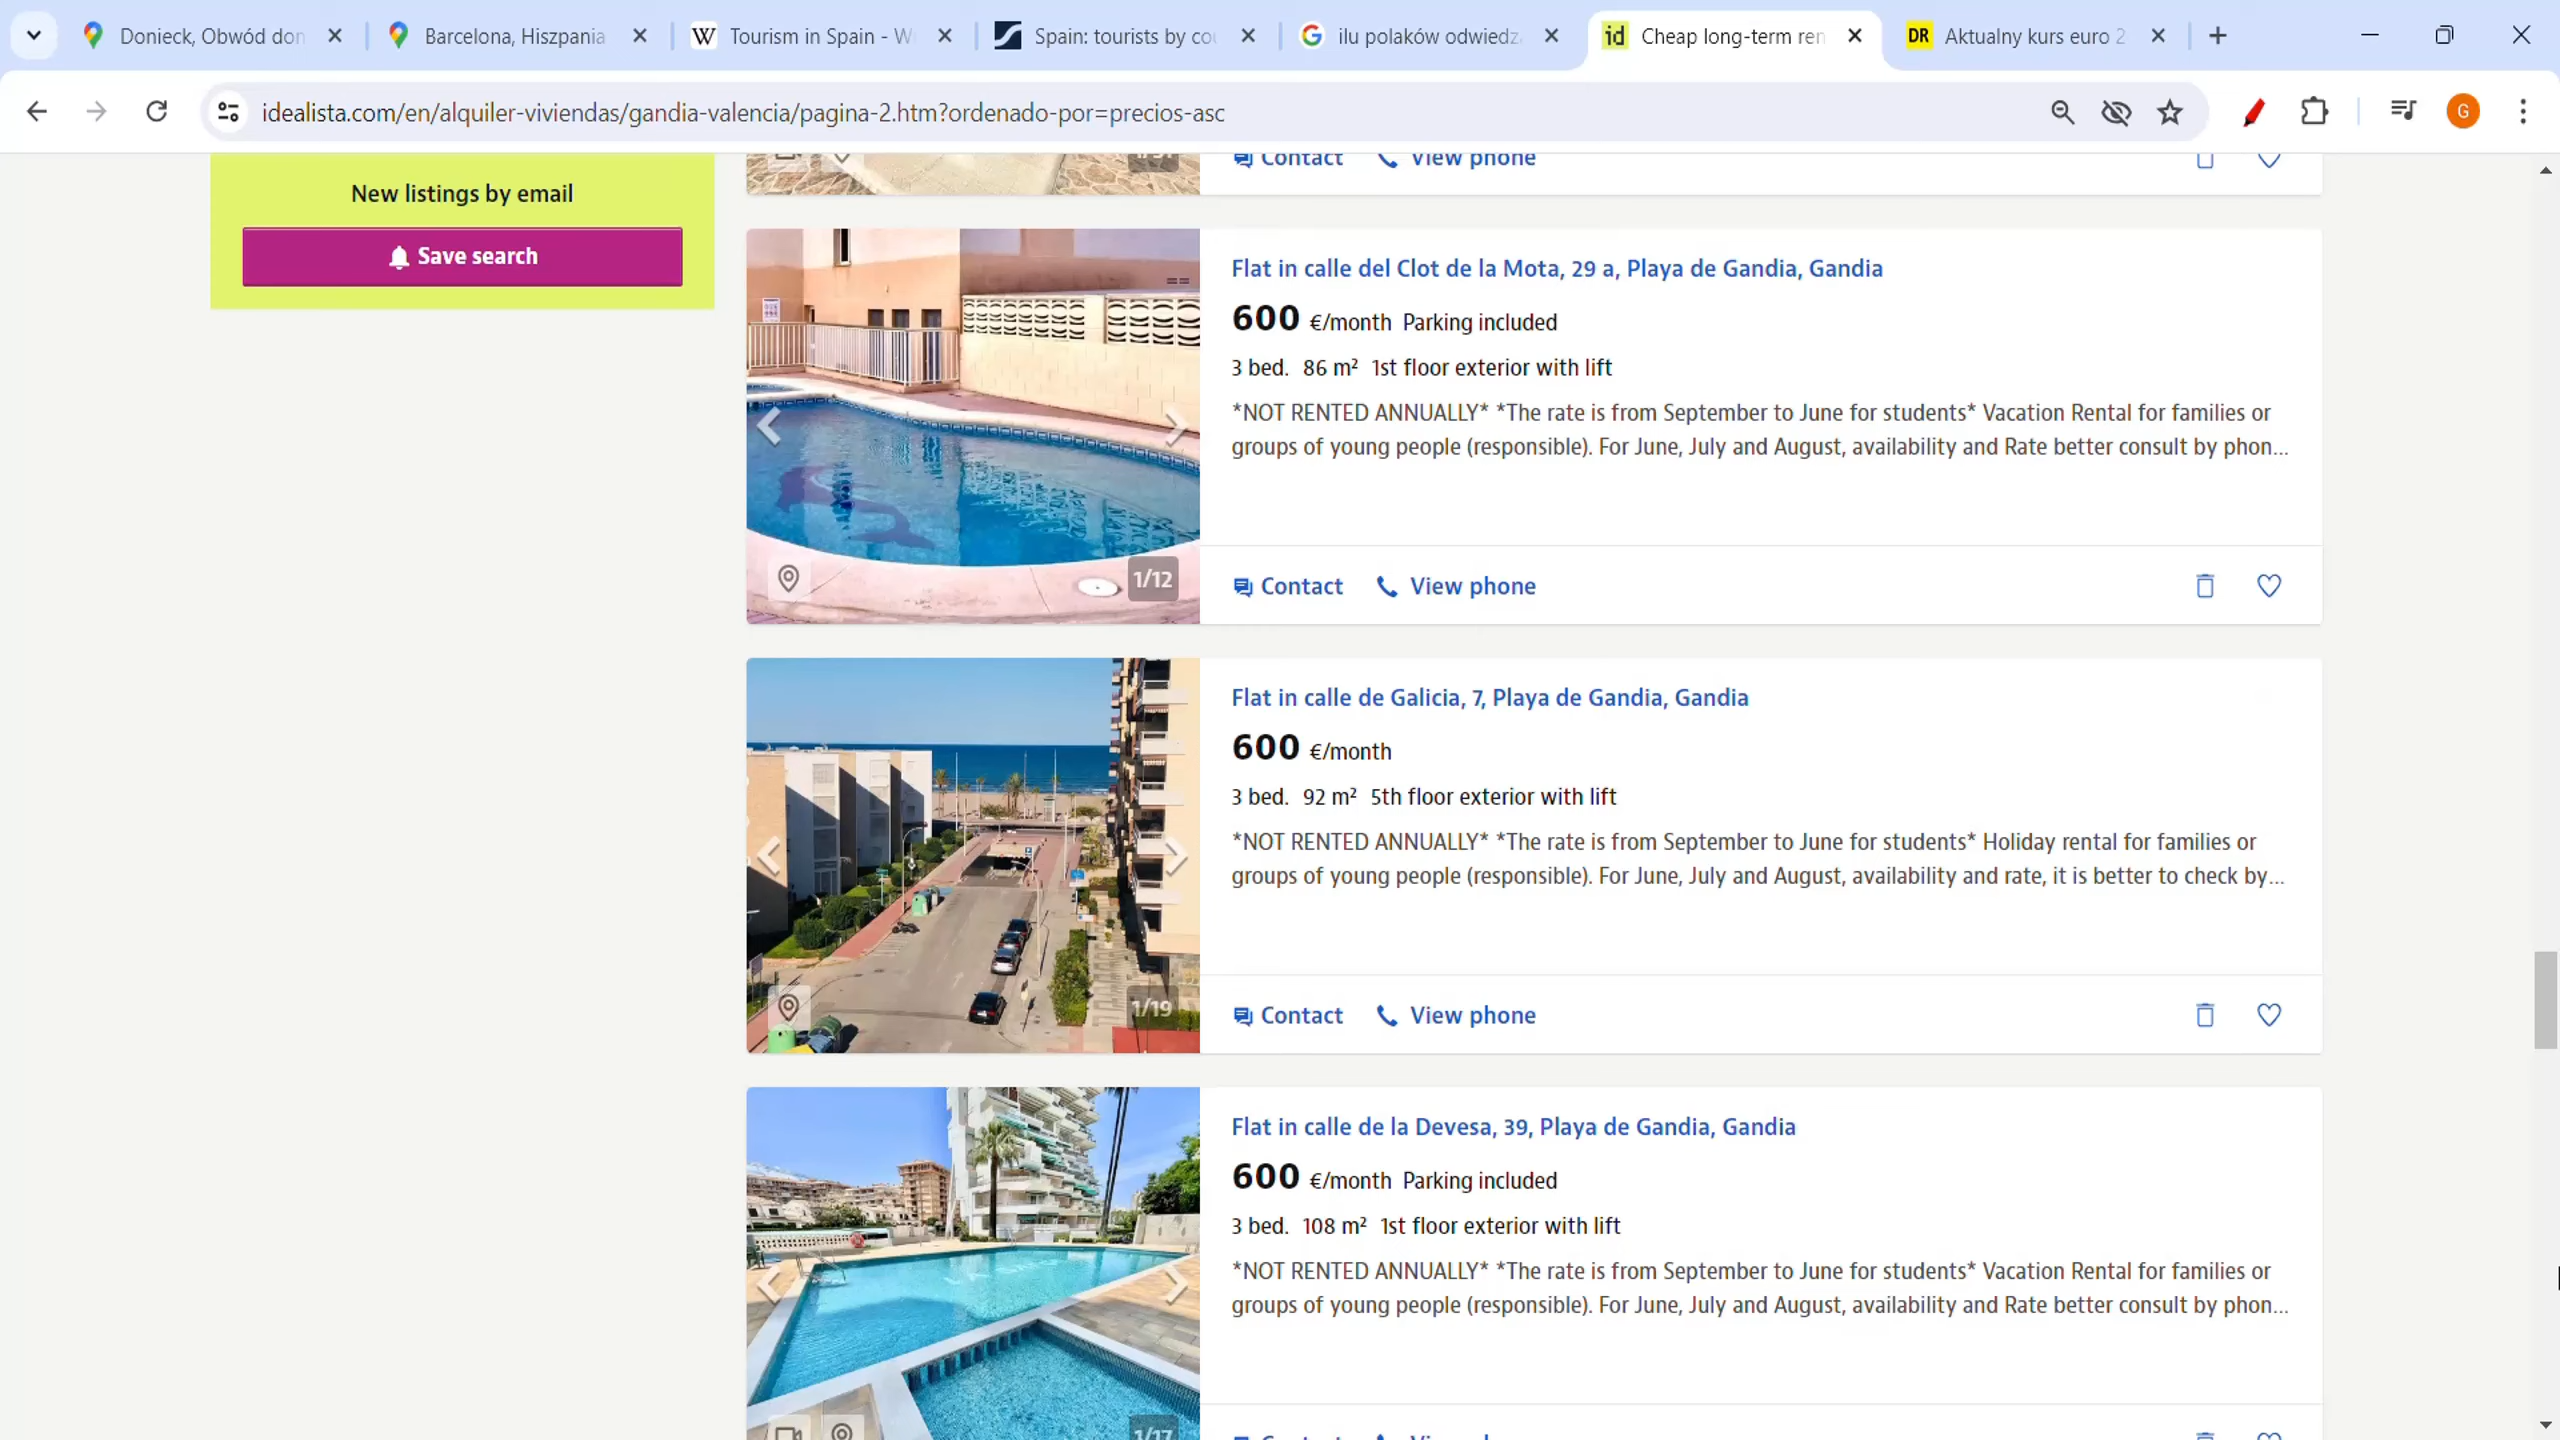 Donieck, Obwód don
Barcelona, Hiszpania
W Tourism in Spain - W
Spain: tourists by co
ilu polaków odwiedz
id Cheap long-term ren
DR Aktualny kurs euro 2
idealista.com/en/alquiler-viviendas/gandia-valencia/pagina-2.htm?ordenado-por=precios-asc
G
New listings by email
Save search
Contact View phone
Flat in calle del Clot de la Mota, 29 a, Playa de Gandia, Gandia
600 €/month Parking included
3 bed. 86 m² 1st floor exterior with lift
*NOT RENTED ANNUALLY* *The rate is from September to June for students* Vacation Rental for families or
groups of young people (responsible). For June, July and August, availability and Rate better consult by phon...
1/12
Contact View phone
Flat in calle de Galicia, 7, Playa de Gandia, Gandia
600 €/month
3 bed. 92 m² 5th floor exterior with lift
*NOT RENTED ANNUALLY* *The rate is from September to June for students* Holiday rental for families or
groups of young people (responsible). For June, July and August, availability and rate, it is better to check by...
1/19
Contact View phone
Flat in calle de la Devesa, 39, Playa de Gandia, Gandia
600 €/month Parking included
3 bed. 108 m² 1st floor exterior with lift
*NOT RENTED ANNUALLY* *The rate is from September to June for students* Vacation Rental for families or
groups of young people (responsible). For June, July and August, availability and Rate better consult by phon...
1/17